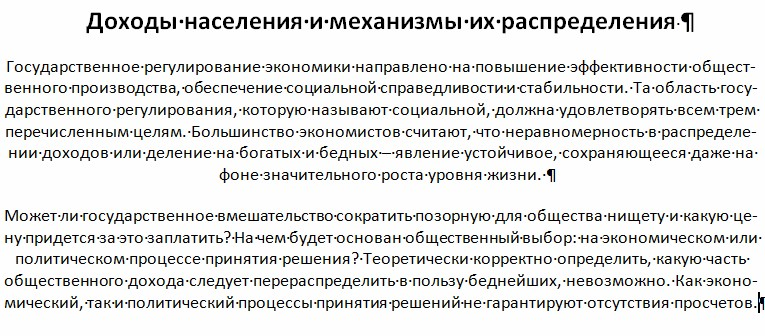 Доходы населения и механизмы их распределения ¶
Государственное регулирование экономики направлено на повышение эффективности общест-
венного производства, обеспечение социальной справедливости и стабильности. Та область госу-
дарственного регулирования, которую называют социальной, должна удовлетворять всем трем
перечисленным целям. Большинство экономистов считают, что неравномерность в распределе-
нии доходов или деление на богатых и бедных — явление устойчивое, сохраняющееся даже на
фоне значительного роста уровня жизни. ¶
Может ли государственное вмешательство сократить позорную для общества нищету и какую це-
ну придется за это заплатить? На чем будет основан общественный выбор: на экономическом или
политическом процессе принятия решения? Теоретически корректно определить, какую часть
общественного дохода следует перераспределить в пользу беднейших, невозможно. Как эконо-
мический, так и политический процессы принятия решений не гарантируют отсутствия просчетов.¶